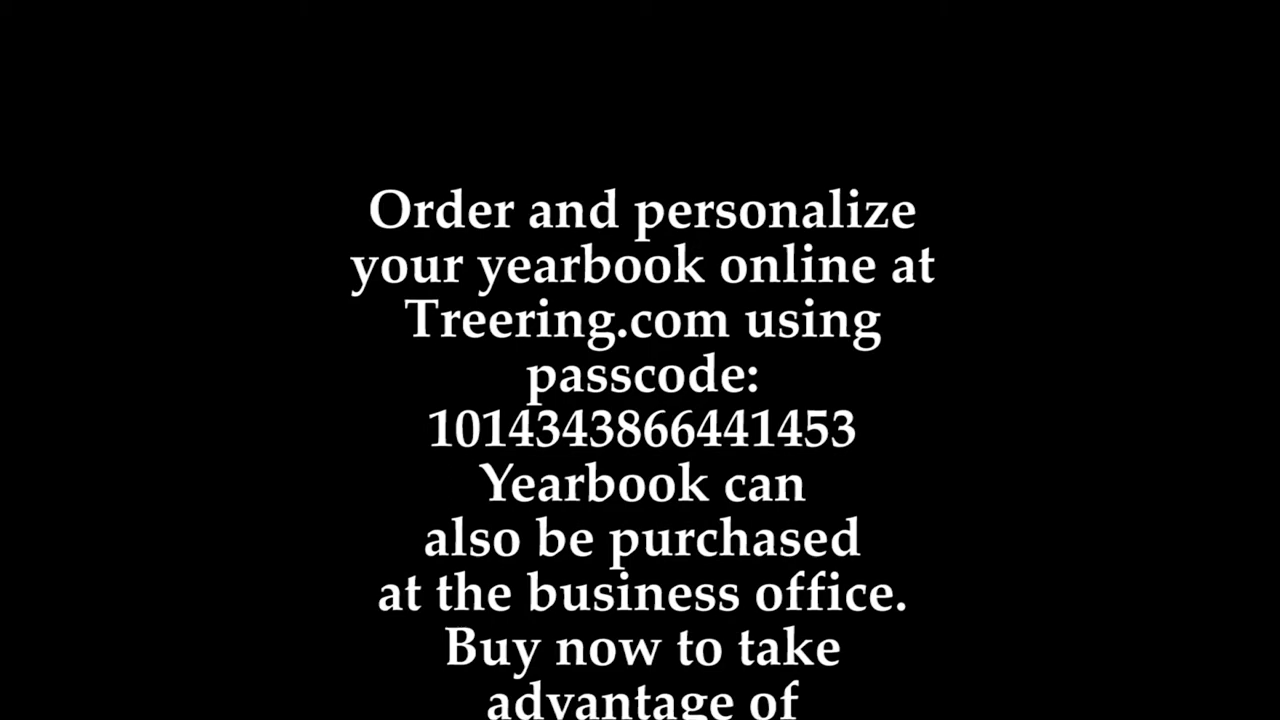 Order and personalize
your yearbook online at
Treering.com using
passcode:
1014343866441453
Yearbook can
also be purchased
at the business office.
Buy now to take
advantage of